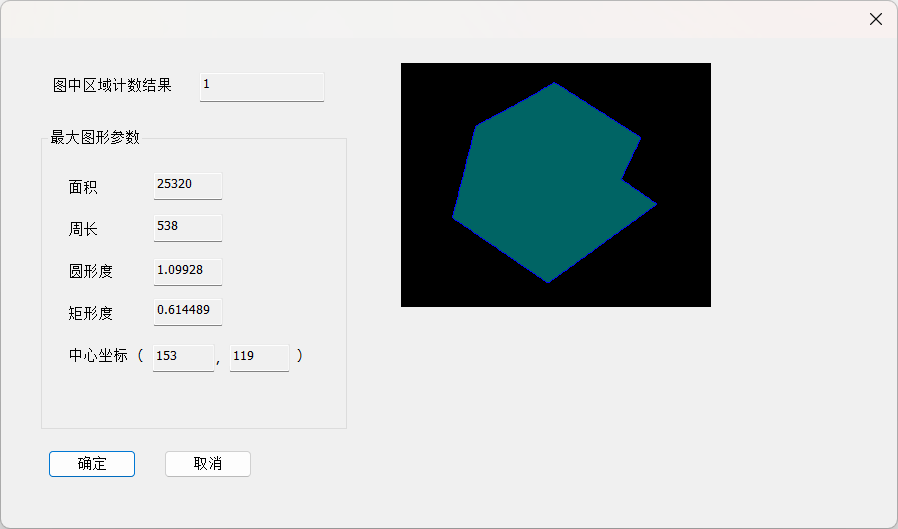 图中区域计数结果 1
最大图形参数
面积 25320
周长 538
圆形度 1.09928
矩形度 0.614489
中心坐标（ 153 , 119 ）
确定 取消